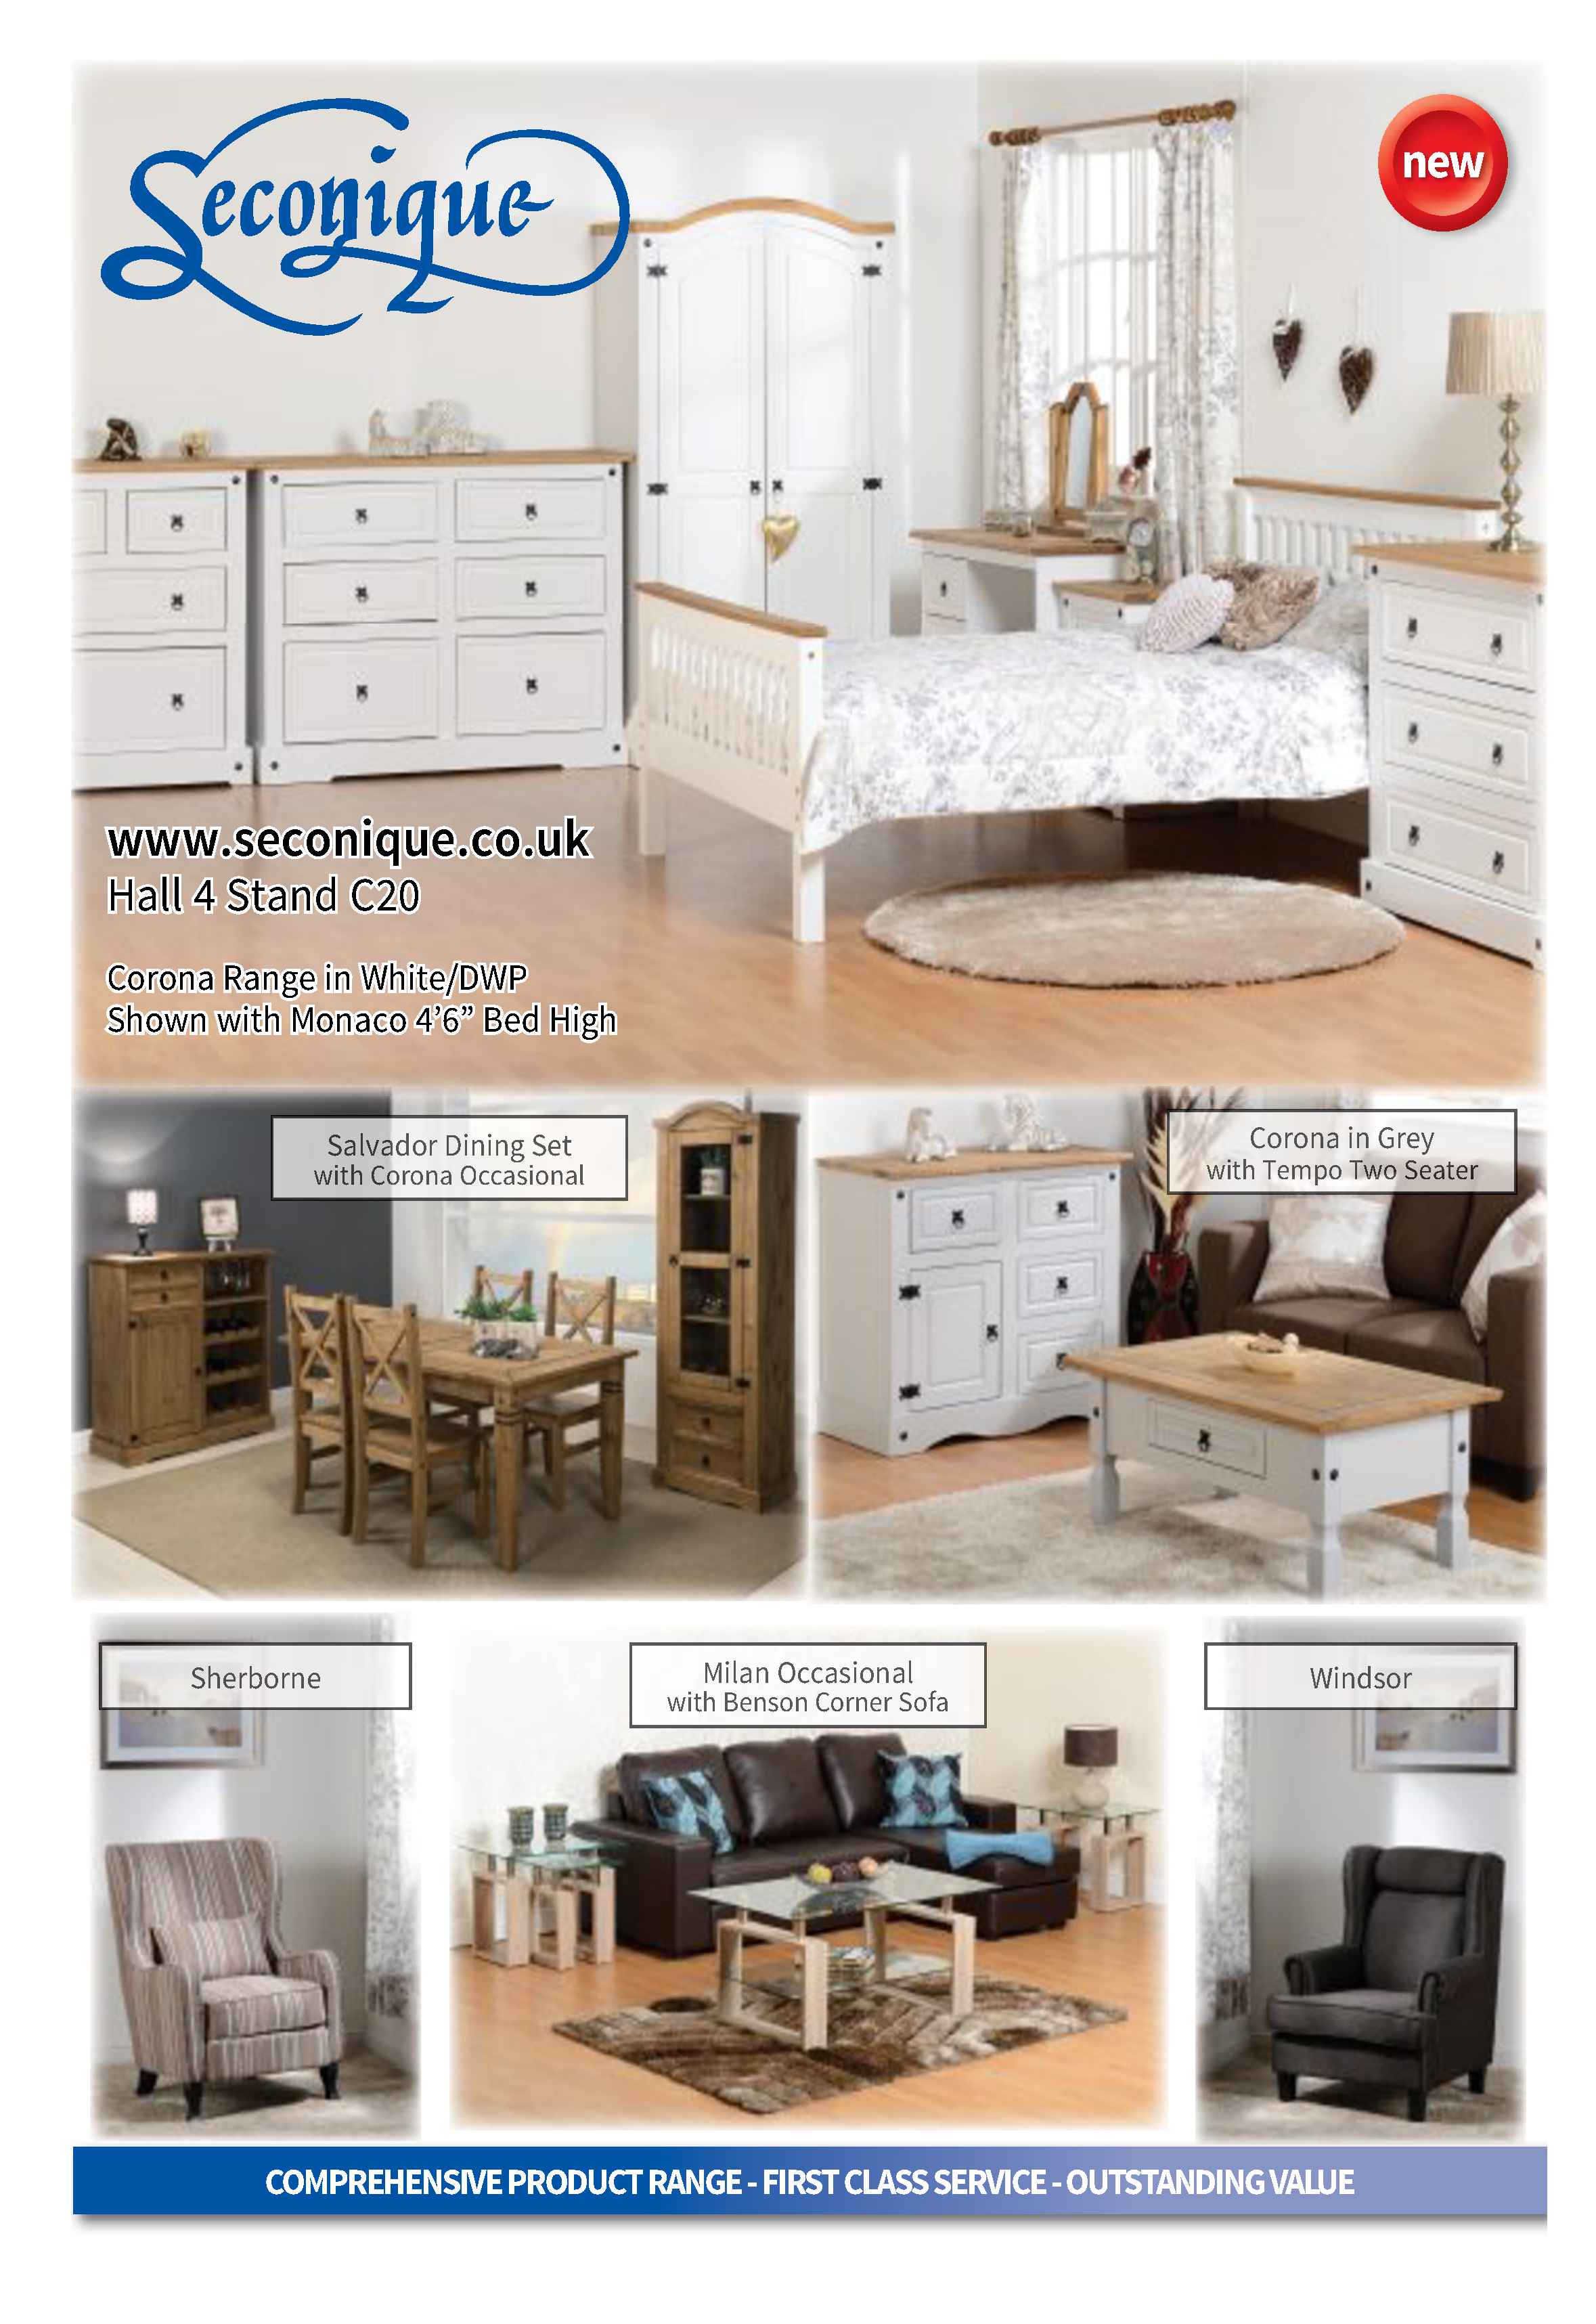 Seconique
new
www.seconique.co.uk
Hall 4 Stand C20
Corona Range in White/DWP
Shown with Monaco 4’6” Bed High
Salvador Dining Set
with Corona Occasional
Corona in Grey
with Tempo Two Seater
Sherborne
Milan Occasional
with Benson Corner Sofa
Windsor
COMPREHENSIVE PRODUCT RANGE - FIRST CLASS SERVICE - OUTSTANDING VALUE